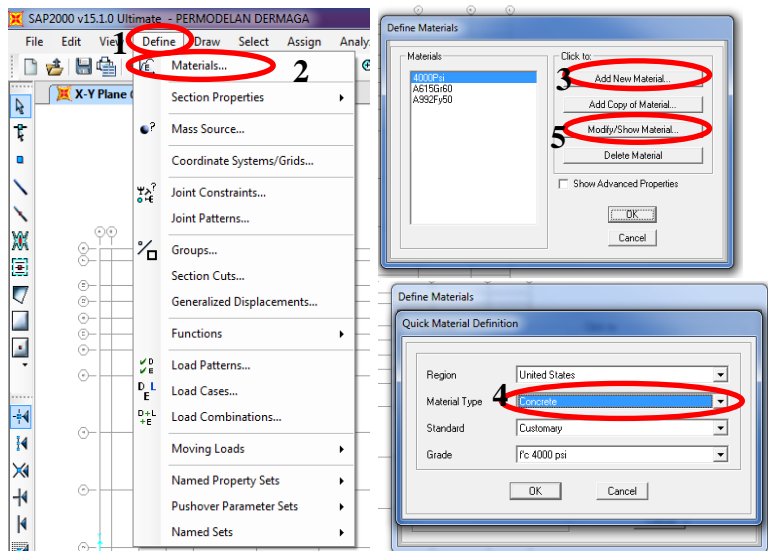 SAP2000 v15.1.0 Ultimate - PERMODELAN DERMAGA
File Edit View Define Draw Select Assign Analy
1
2
X-Y Plane
Materials...
Section Properties
Mass Source...
Coordinate Systems/Grids...
Joint Constraints...
Joint Patterns...
Groups...
Section Cuts...
Generalized Displacements...
Functions
Load Patterns...
Load Cases...
Load Combinations...
Moving Loads
Named Property Sets
Pushover Parameter Sets
Named Sets
Define Materials
Materials
4000Psi
A615Gr60
A992Fy50
Click to:
3
Add New Material...
Add Copy of Material...
5
Modify/Show Material...
Delete Material
Show Advanced Properties
OK
Cancel
Define Materials
Quick Material Definition
Region United States
Material Type 4 Concrete
Standard Customary
Grade f'c 4000 psi
OK Cancel